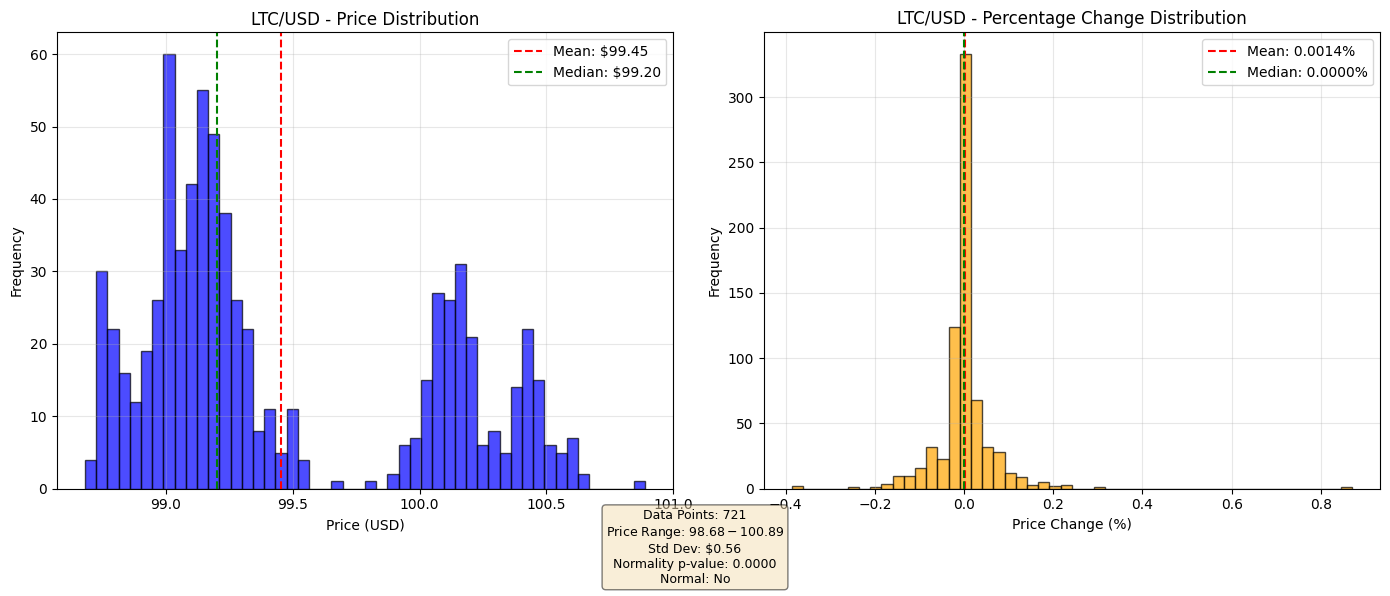 LTC/USD - Price Distribution
60
50
40
30
20
10
0
Frequency
99.0
99.5
100.0
100.5
101.0
Price (USD)
Mean: $99.45
Median: $99.20
LTC/USD - Percentage Change Distribution
300
250
200
150
100
50
0
Frequency
−0.4
−0.2
0.0
0.2
0.4
0.6
0.8
Price Change (%)
Mean: 0.0014%
Median: 0.0000%
Data Points: 721
Price Range: 98.68 − 100.89
Std Dev: $0.56
Normality p-value: 0.0000
Normal: No